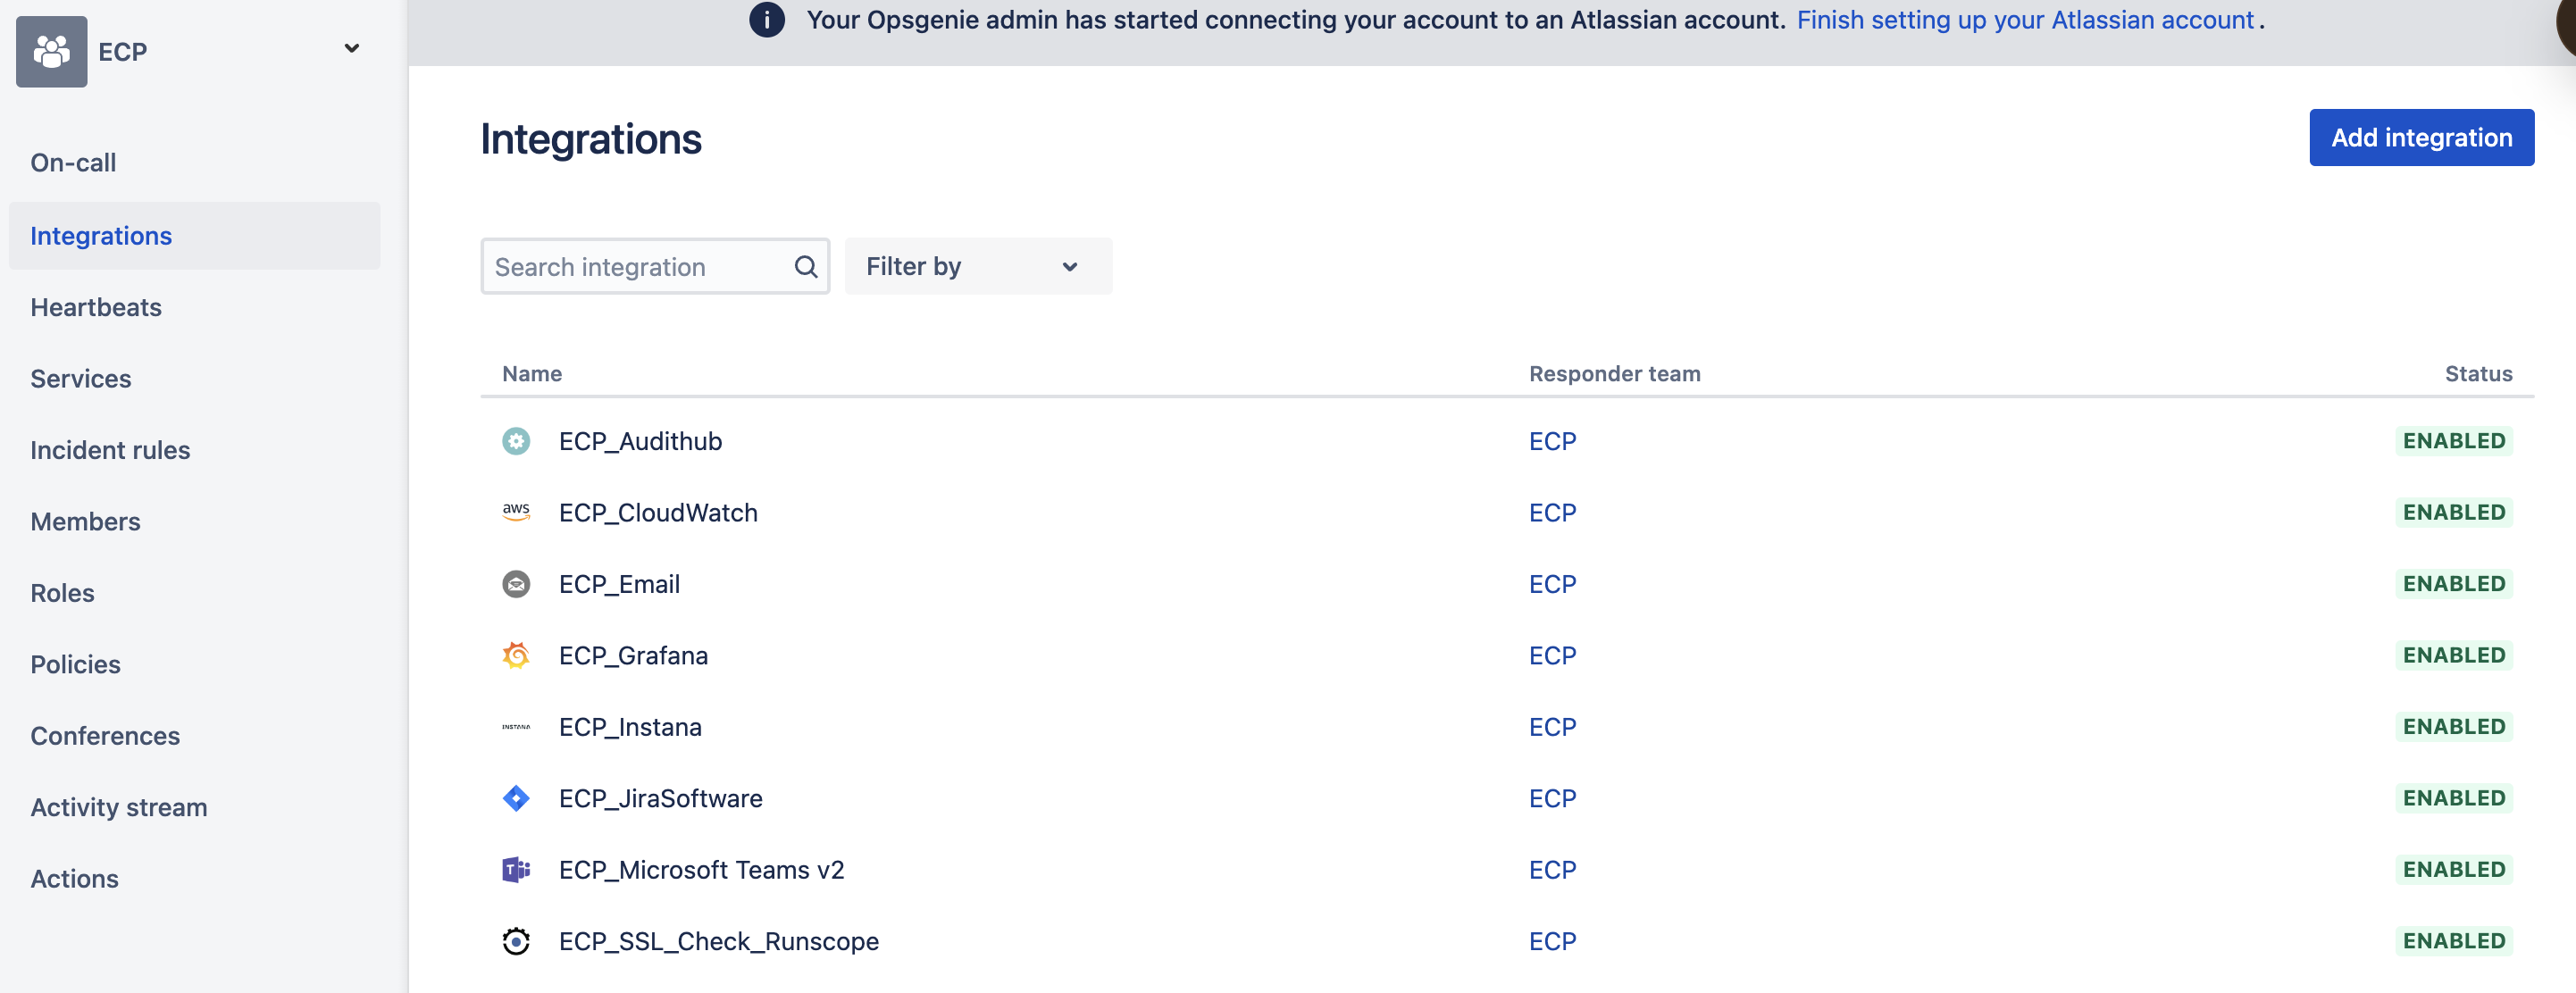 Your Opsgenie admin has started connecting your account to an Atlassian account. Finish setting up your Atlassian account.
ECP
On-call
Integrations
Heartbeats
Services
Incident rules
Members
Roles
Policies
Conferences
Activity stream
Actions
Integrations
Add integration
Search integration
Filter by
Name Responder team Status
ECP_Audithub ECP ENABLED
aws ECP_CloudWatch ECP ENABLED
ECP_Email ECP ENABLED
ECP_Grafana ECP ENABLED
INSTANA ECP_Instana ECP ENABLED
ECP_JiraSoftware ECP ENABLED
T ECP_Microsoft Teams v2 ECP ENABLED
ECP_SSL_Check_Runscope ECP ENABLED